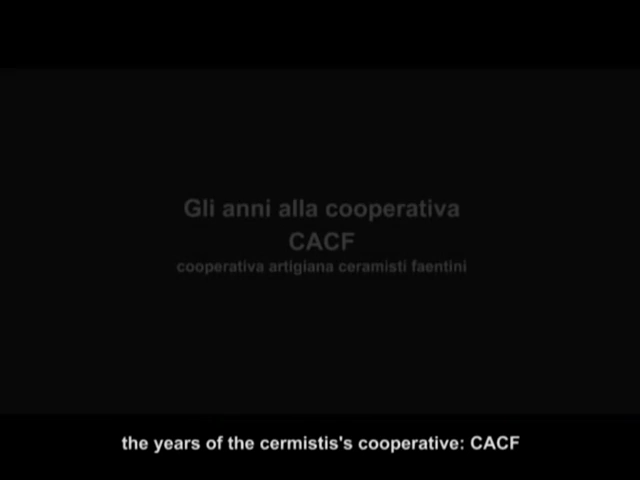 Gli anni alla cooperativa
CACF
cooperativa artigiana ceramisti faentini
the years of the cermistis's cooperative: CACF